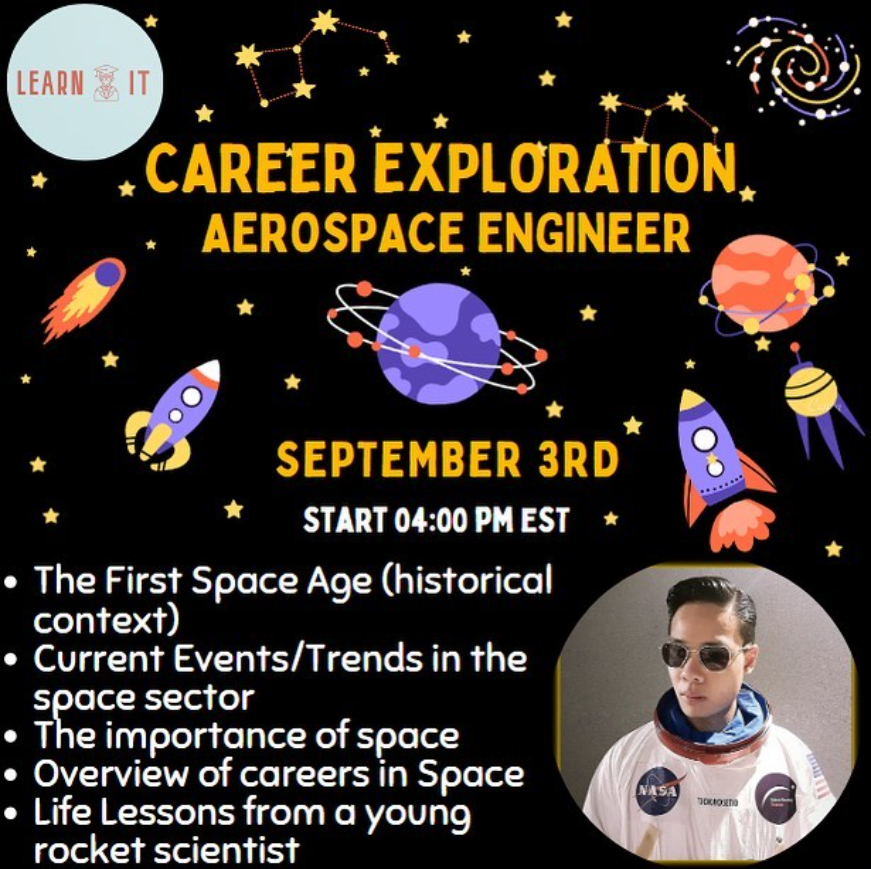 LEARN IT
CAREER EXPLORATION
AEROSPACE ENGINEER
SEPTEMBER 3RD
START 04:00 PM EST
• The First Space Age (historical
context)
• Current Events/Trends in the
space sector
• The importance of space
• Overview of careers in Space
• Life Lessons from a young
rocket scientist
NASA